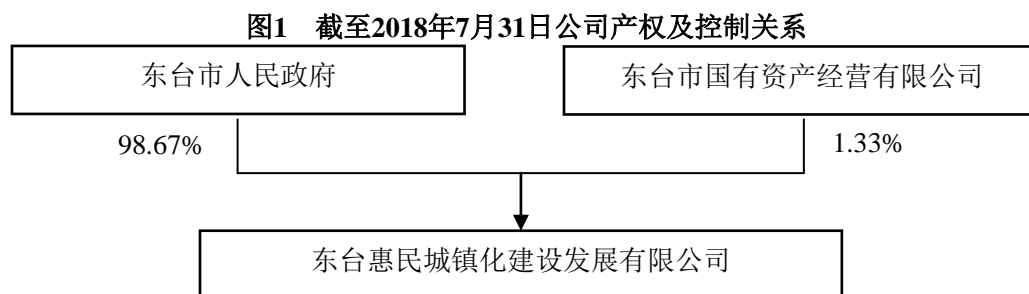 图1 截至2018年7月31日公司产权及控制关系
东台市人民政府 东台市国有资产经营有限公司
98.67% 1.33%
东台惠民城镇化建设发展有限公司